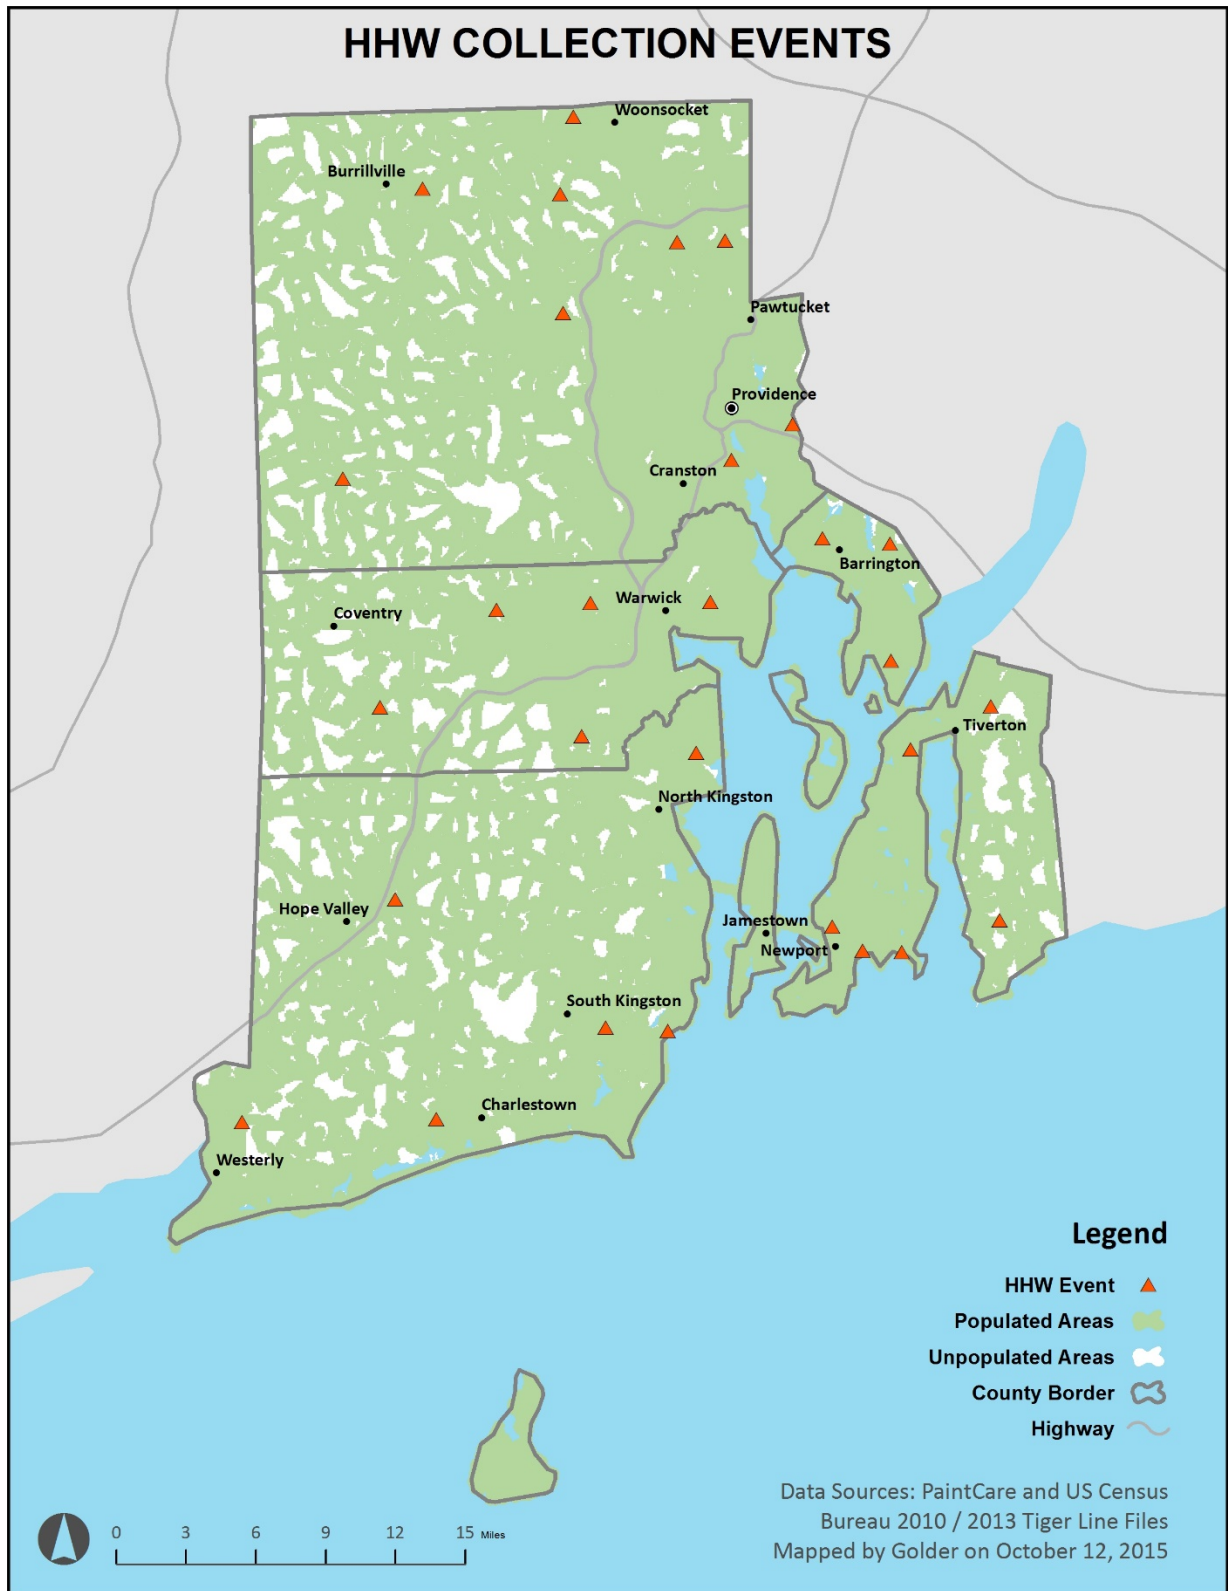 HHW COLLECTION EVENTS
Woonsocket
Burrillville
Pawtucket
Providence
Cranston
Barrington
Warwick
Coventry
Tiverton
North Kingston
Hope Valley
Jamestown
Newport
South Kingston
Charlestown
Westerly
Legend
HHW Event
Populated Areas
Unpopulated Areas
County Border
Highway
Data Sources: PaintCare and US Census
Bureau 2010 / 2013 Tiger Line Files
Mapped by Golder on October 12, 2015
0 3 6 9 12 15 Miles